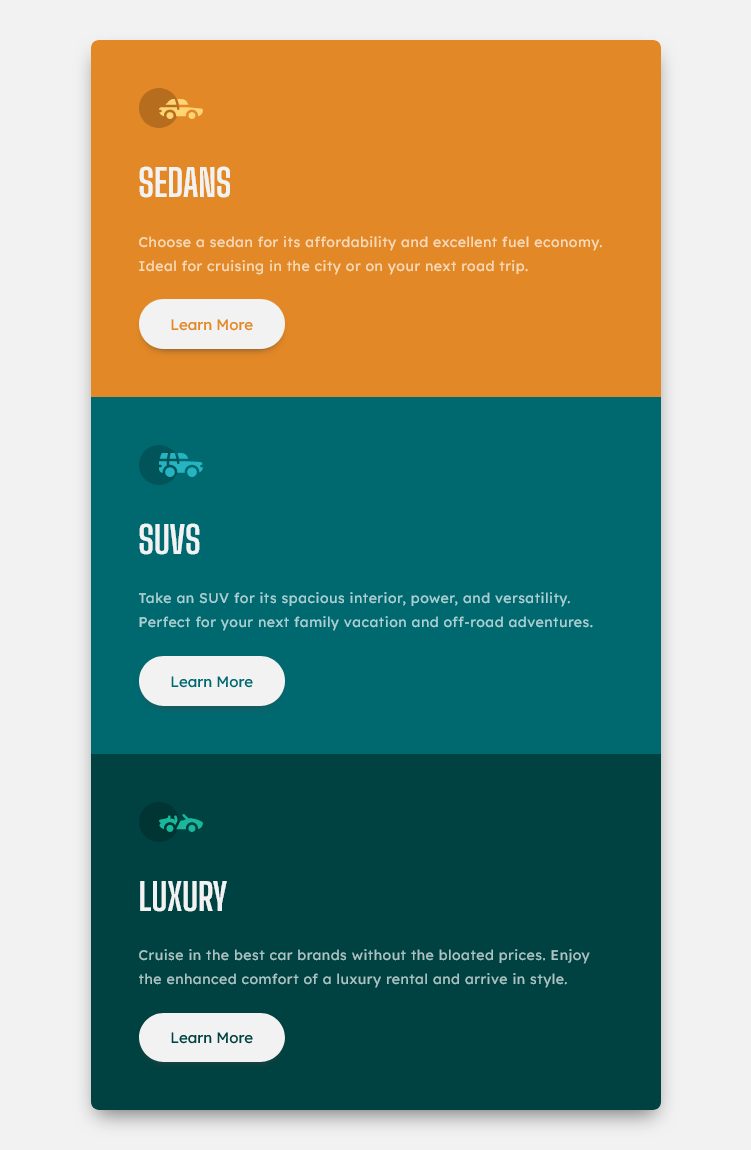 SEDANS
Choose a sedan for its affordability and excellent fuel economy.
Ideal for cruising in the city or on your next road trip.
Learn More
SUVS
Take an SUV for its spacious interior, power, and versatility.
Perfect for your next family vacation and off-road adventures.
Learn More
LUXURY
Cruise in the best car brands without the bloated prices. Enjoy
the enhanced comfort of a luxury rental and arrive in style.
Learn More